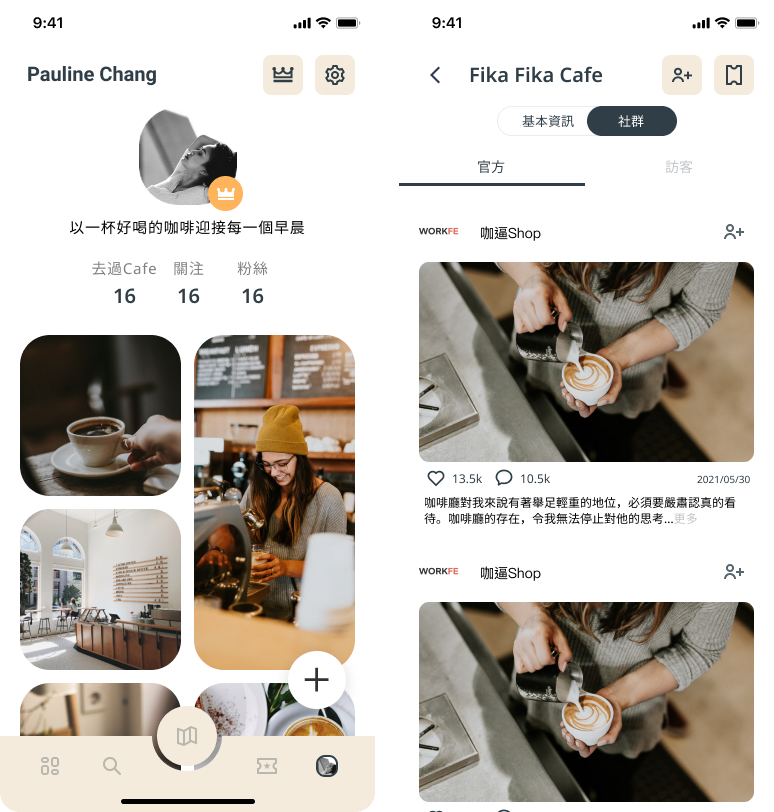 9:41
Pauline Chang
以一杯好喝的咖啡迎接每一個早晨
去過Cafe 關注 粉絲
16 16 16
9:41
Fika Fika Cafe
基本資訊 社群
官方 訪客
WORKFE 咖逼Shop
13.5k 10.5k 2021/05/30
咖啡廳對我來說有著舉足輕重的地位，必須要嚴肅認真的看
待。咖啡廳的存在，令我無法停止對他的思考...更多
WORKFE 咖逼Shop